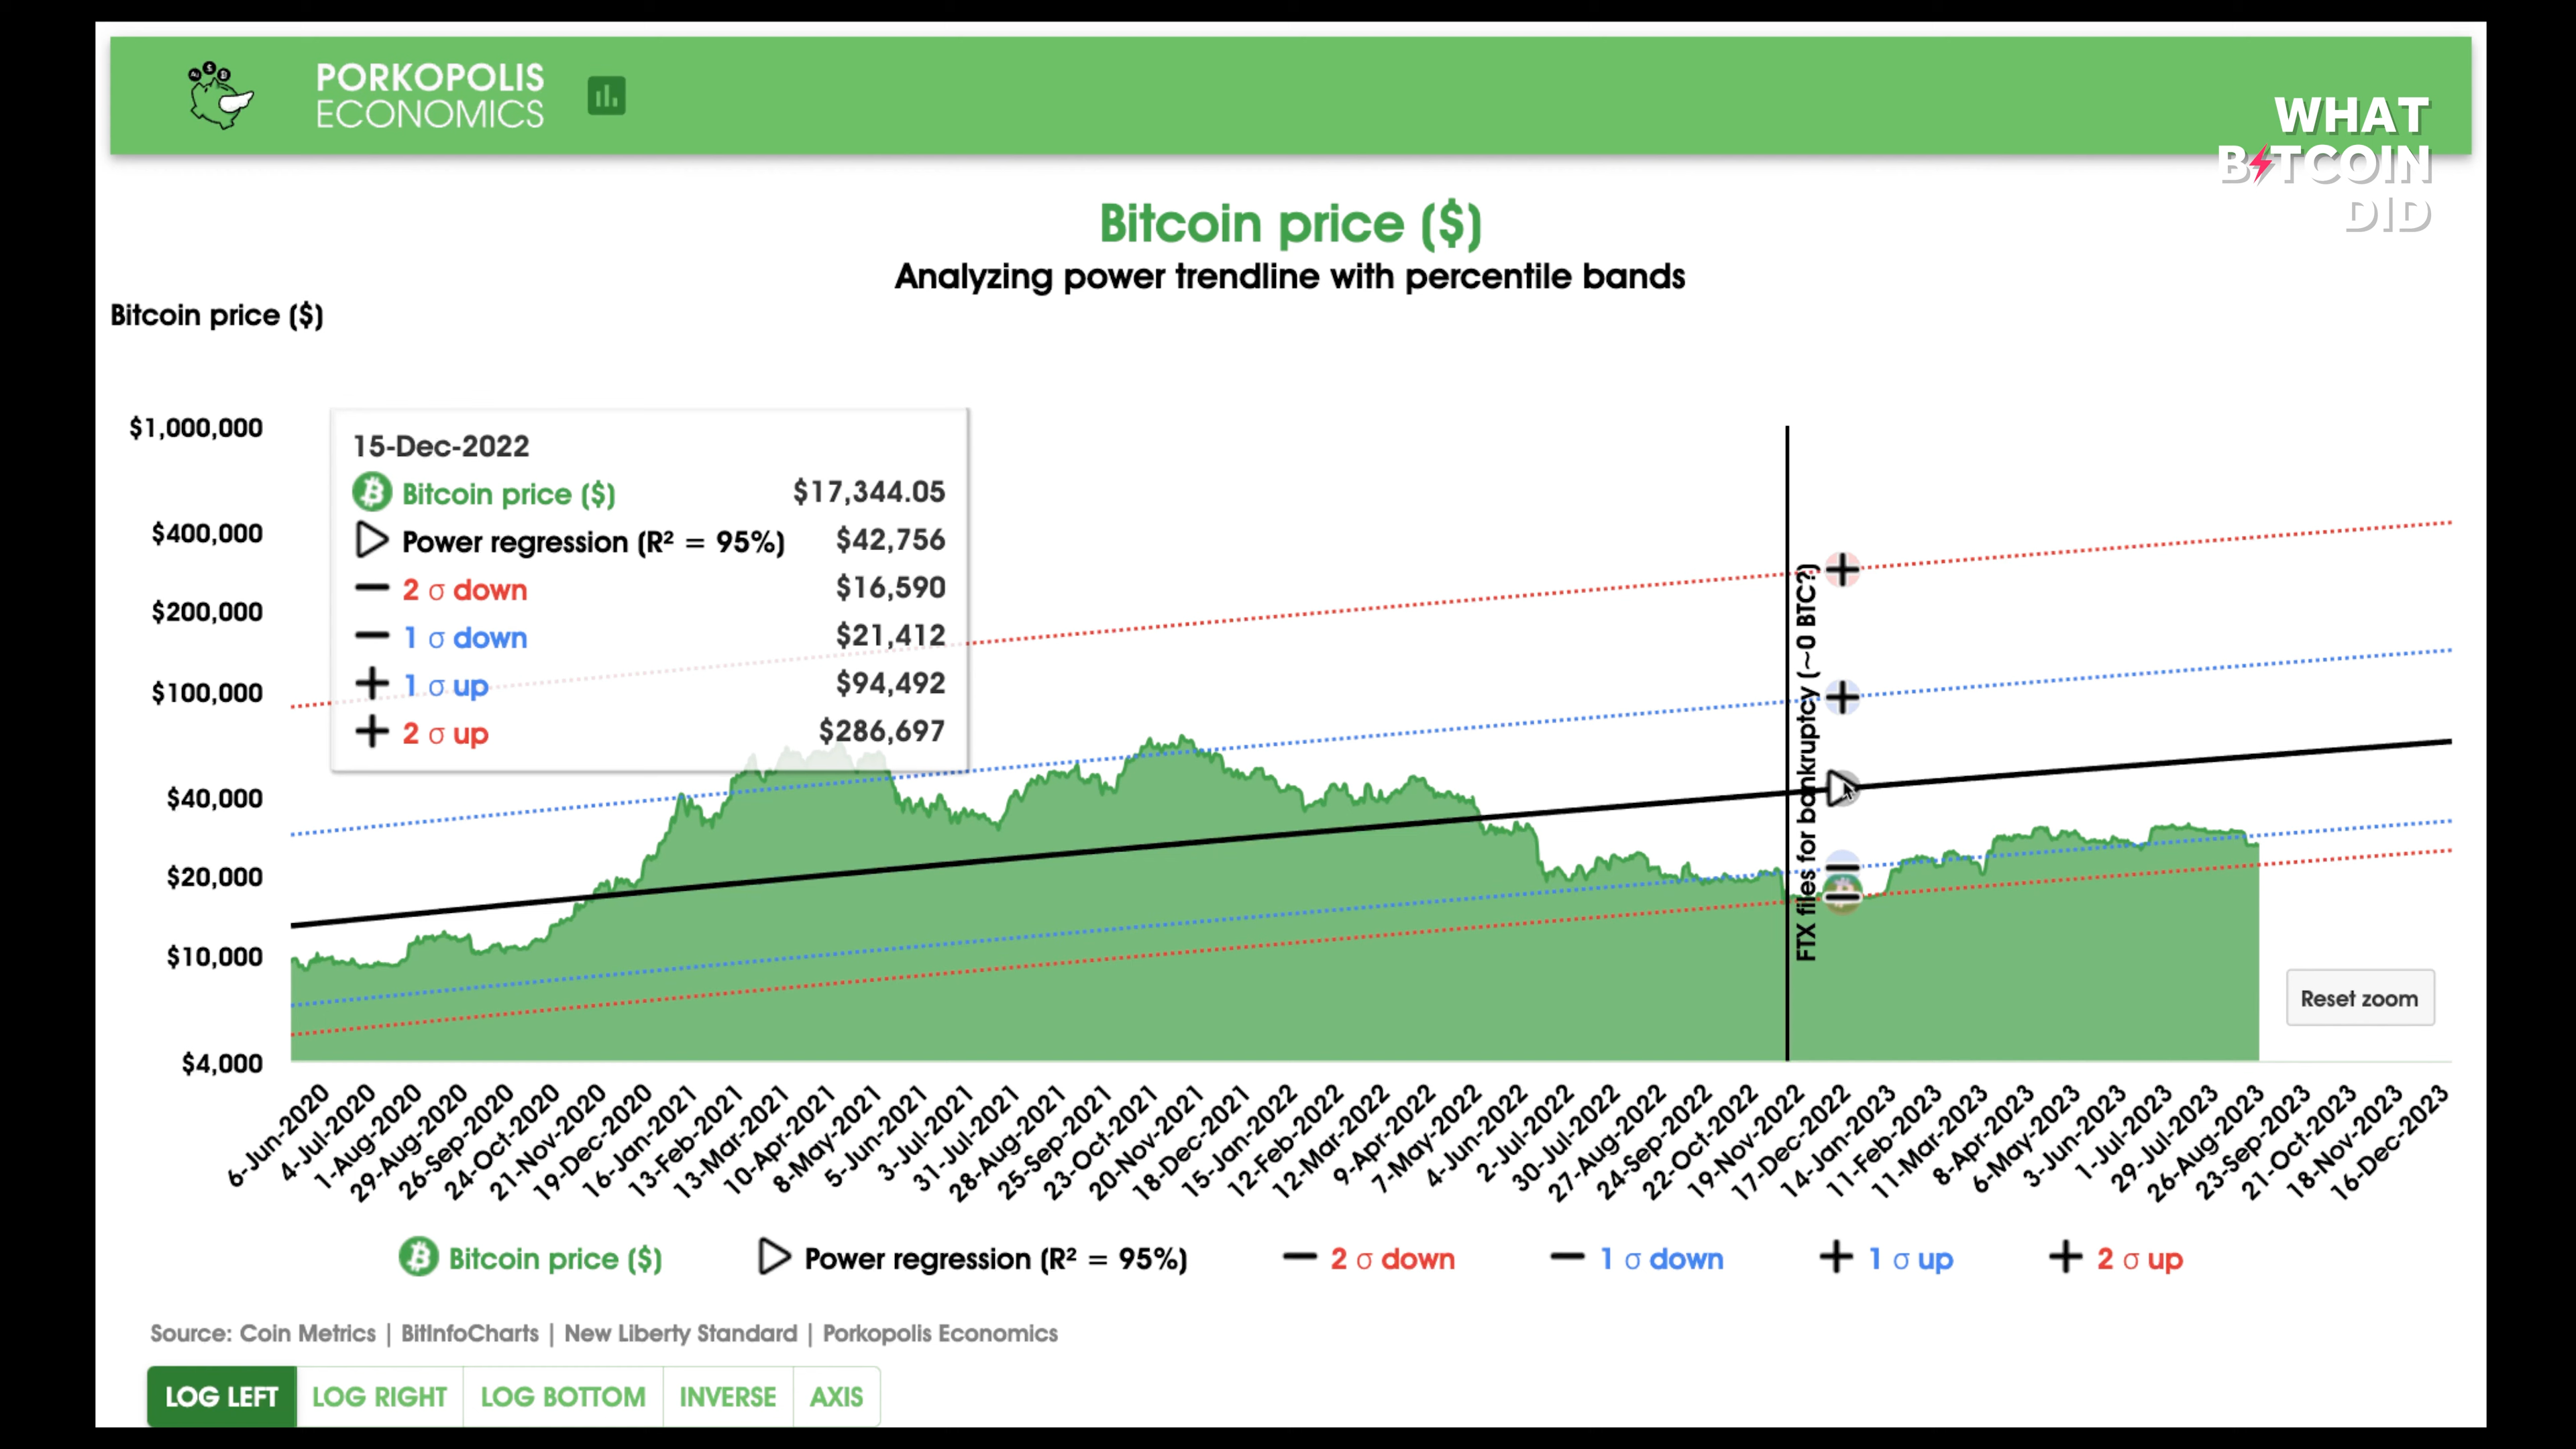 PORKOPOLIS
ECONOMICS
WHAT
BTCOIN
DID
Bitcoin price ($)
Analyzing power trendline with percentile bands
Bitcoin price ($)
$1,000,000
$400,000
$200,000
$100,000
$40,000
$20,000
$10,000
$4,000
15-Dec-2022
Bitcoin price ($) $17,344.05
Power regression (R² = 95%) $42,756
2 σ down $16,590
1 σ down $21,412
1 σ up $94,492
2 σ up $286,697
FTX files for bankruptcy (~0 BTC?)
Reset zoom
6-Jun-2020
4-Jul-2020
1-Aug-2020
29-Aug-2020
26-Sep-2020
24-Oct-2020
21-Nov-2020
19-Dec-2020
16-Jan-2021
13-Feb-2021
13-Mar-2021
10-Apr-2021
8-May-2021
5-Jun-2021
3-Jul-2021
31-Jul-2021
28-Aug-2021
25-Sep-2021
23-Oct-2021
20-Nov-2021
18-Dec-2021
15-Jan-2022
12-Feb-2022
12-Mar-2022
9-Apr-2022
7-May-2022
4-Jun-2022
2-Jul-2022
30-Jul-2022
27-Aug-2022
24-Sep-2022
22-Oct-2022
19-Nov-2022
17-Dec-2022
14-Jan-2023
11-Feb-2023
11-Mar-2023
8-Apr-2023
6-May-2023
3-Jun-2023
1-Jul-2023
29-Jul-2023
26-Aug-2023
23-Sep-2023
21-Oct-2023
18-Nov-2023
16-Dec-2023
Bitcoin price ($) Power regression (R² = 95%) 2 σ down 1 σ down 1 σ up 2 σ up
Source: Coin Metrics | BitInfoCharts | New Liberty Standard | Porkopolis Economics
LOG LEFT LOG RIGHT LOG BOTTOM INVERSE AXIS